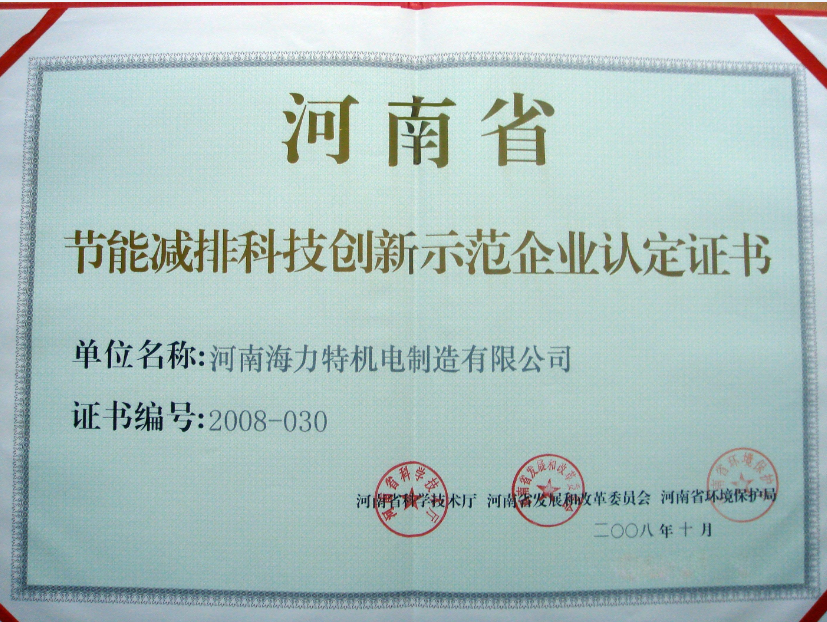 河南省
节能减排科技创新示范企业认定证书
单位名称:河南海力特机电制造有限公司
证书编号:2008-030
河南省科学技术厅 河南省发展和改革委员会 河南省环境保护局
二〇〇八年十月